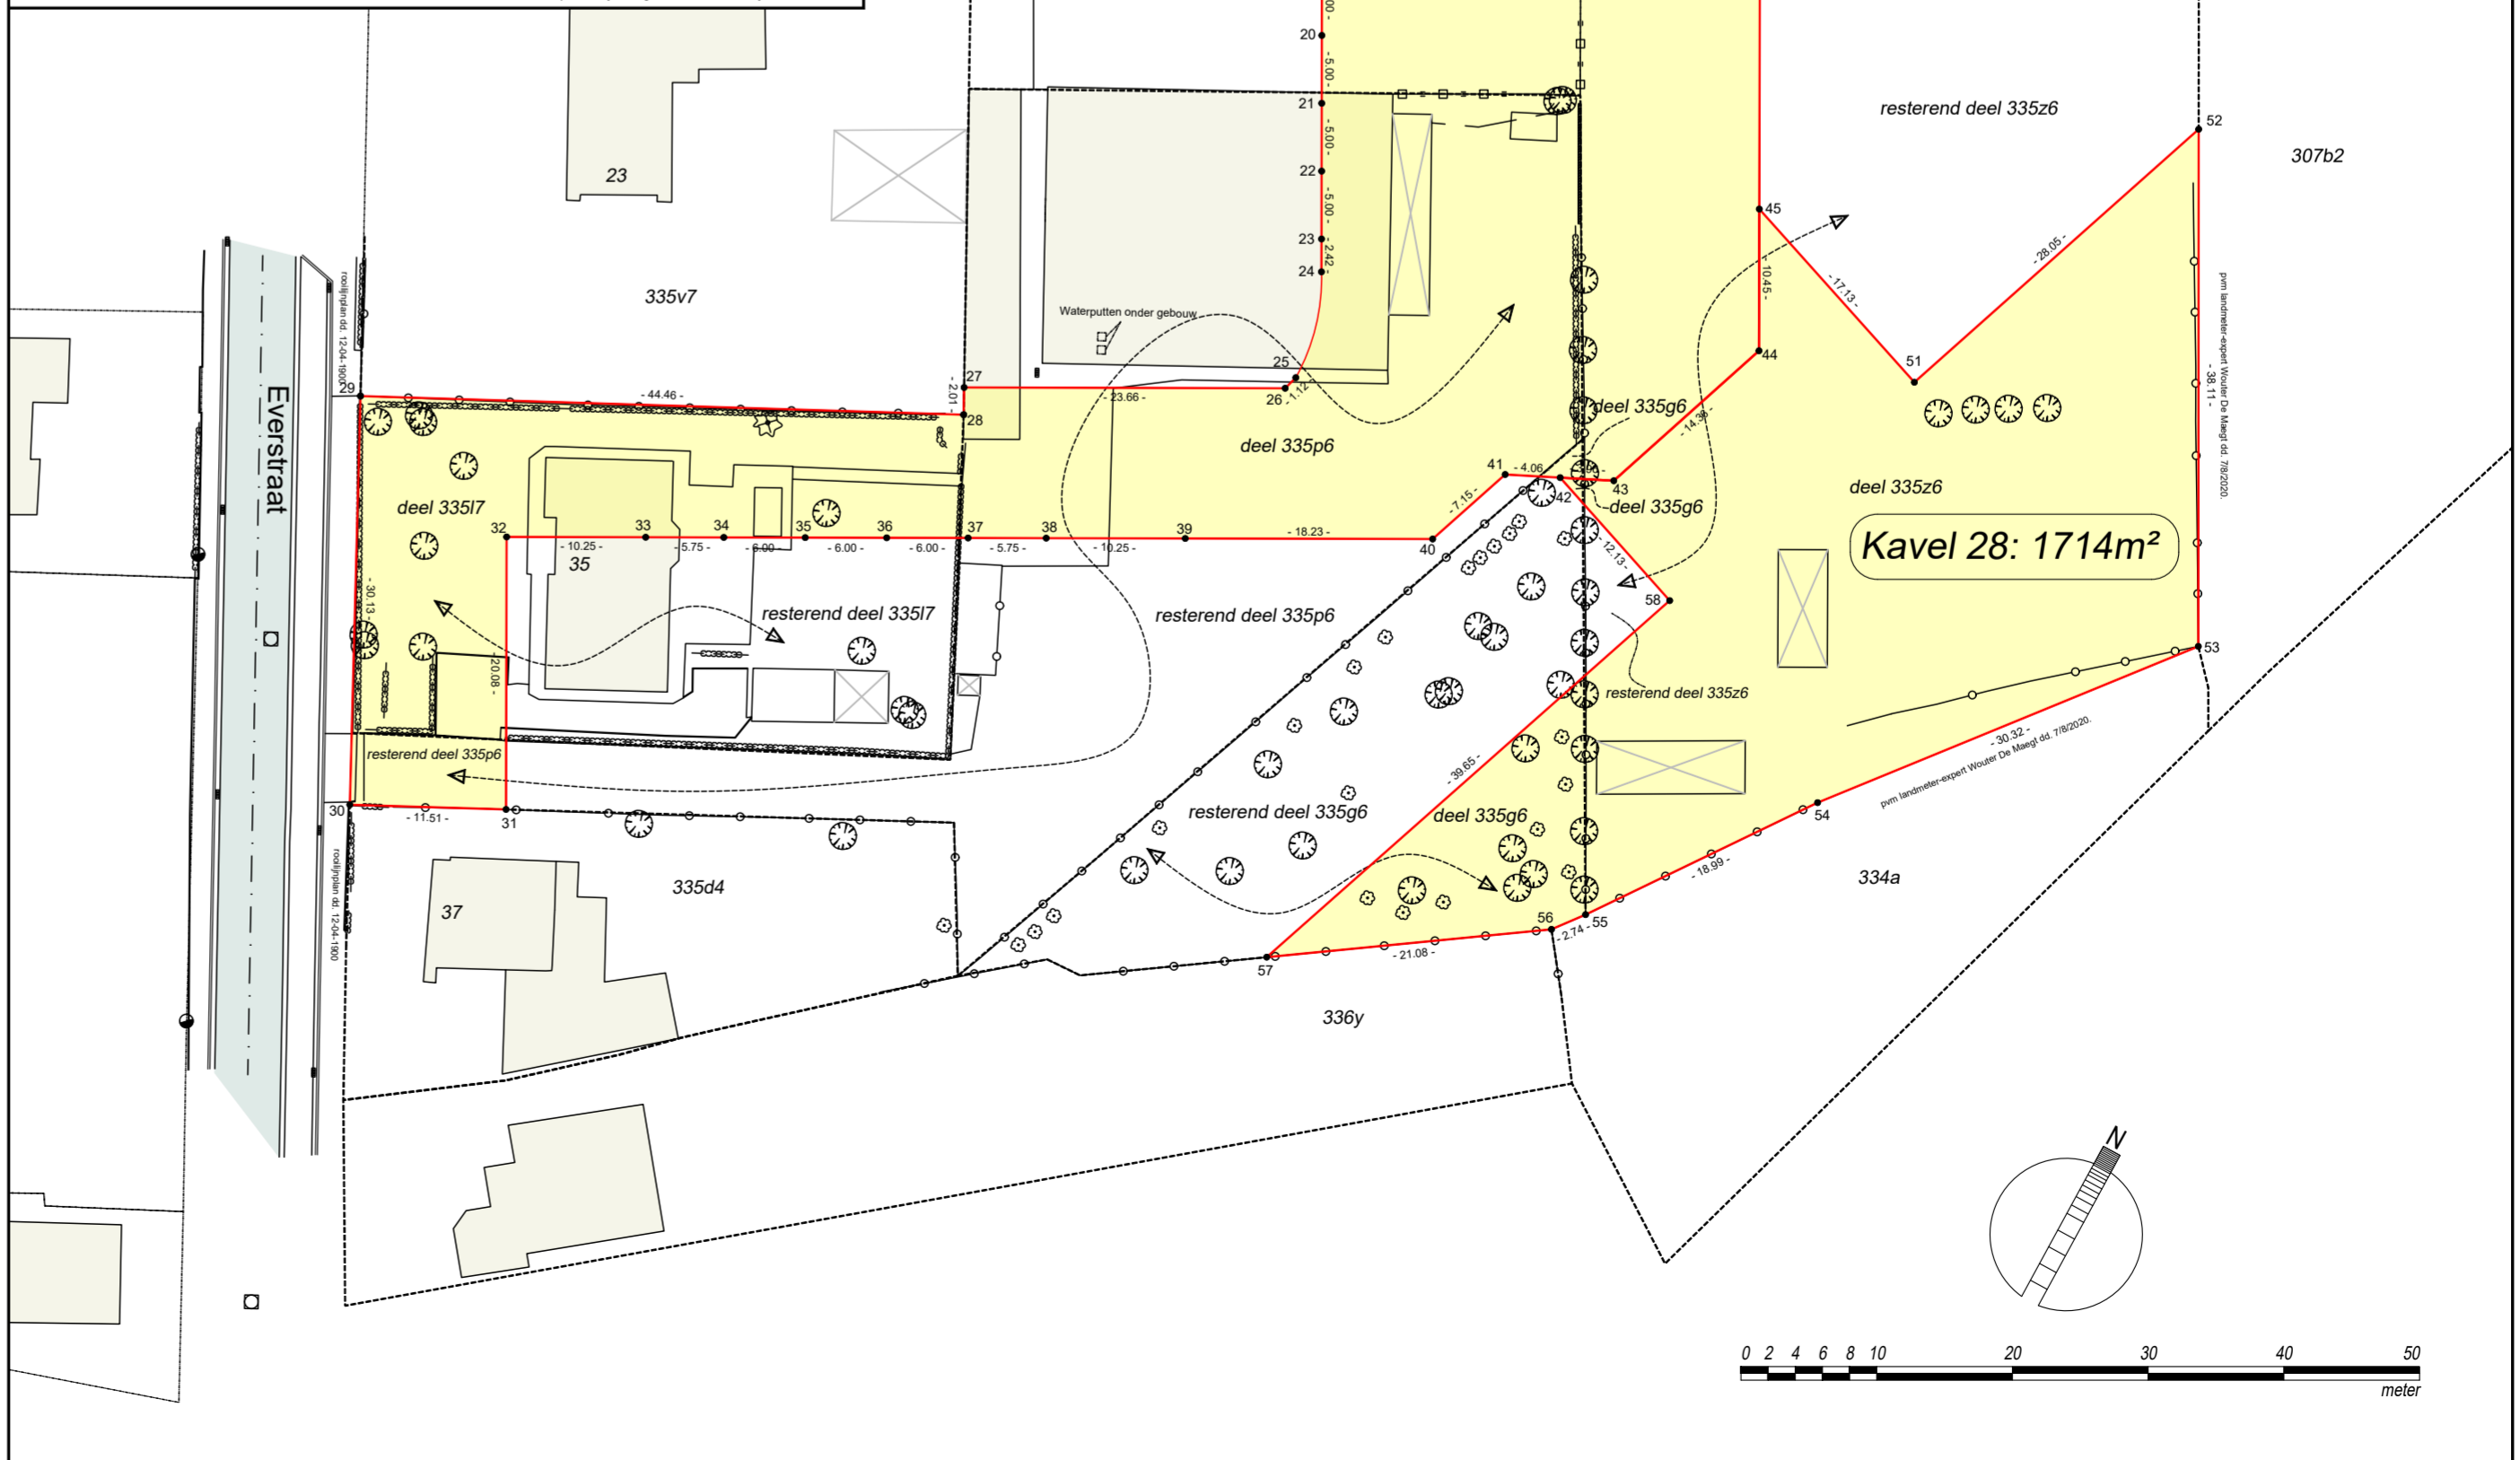 20
- 5.00 -
21
- 5.00 -
22
- 5.00 -
23
- 2.42 -
24
25
26
- 1.12 -
- 23.66 -
27
- 2.01 -
28
- 44.46 -
29
23
335v7
Waterputten onder gebouw
resterend deel 335z6
52
307b2
45
- 10.45 -
- 17.13 -
- 28.05 -
44
51
pvm landmeter-expert Wouter De Maegt dd. 7/8/2020.
- 38.11 -
rooilijnplan dd. 12-04-1900
Everstraat
deel 335g6
- 14.38 -
deel 335p6
41
- 4.06
42
43
deel 335g6
deel 335z6
Kavel 28: 1714m²
deel 335l7
32
33
34
35
36
37
38
39
40
- 10.25 -
- 5.75 -
- 6.00 -
- 6.00 -
- 6.00 -
- 5.75 -
- 10.25 -
- 18.23 -
- 7.15 -
- 12.13 -
35
- 30.13 -
- 20.08 -
resterend deel 335l7
resterend deel 335p6
58
53
resterend deel 335z6
resterend deel 335p6
- 39.65 -
- 30.32 -
pvm landmeter-expert Wouter De Maegt dd. 7/8/2020.
30
- 11.51 -
31
resterend deel 335g6
deel 335g6
54
- 18.99 -
334a
rooilijnplan dd. 12-04-1900
335d4
37
56
- 2.74 -
55
57
- 21.08 -
336y
N
0 2 4 6 8 10 20 30 40 50
meter